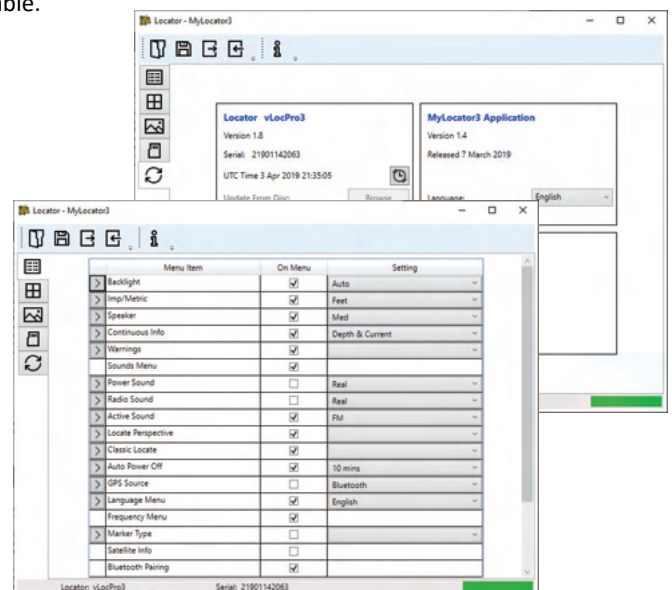 able.
Locator - MyLocator3
Locator vLocPro3
Version 1.8
Serial: 21901142063
UTC Time 3 Apr 2019 21:35:05
Update From Disc:
Browse
MyLocator3 Application
Version 1.4
Released 7 March 2019
Language:
English
Locator - MyLocator3
Menu Item On Menu Setting
Backlight Auto
Imp/Metric Feet
Speaker Med
Continuous Info Depth & Current
Warnings
Sounds Menu
Power Sound Real
Radio Sound Real
Active Sound FM
Locate Perspective
Classic Locate
Auto Power Off 10 mins
GPS Source Bluetooth
Language Menu English
Frequency Menu
Marker Type
Satellite Info
Bluetooth Pairing
Locator: vLocPro3 Serial: 21901142063